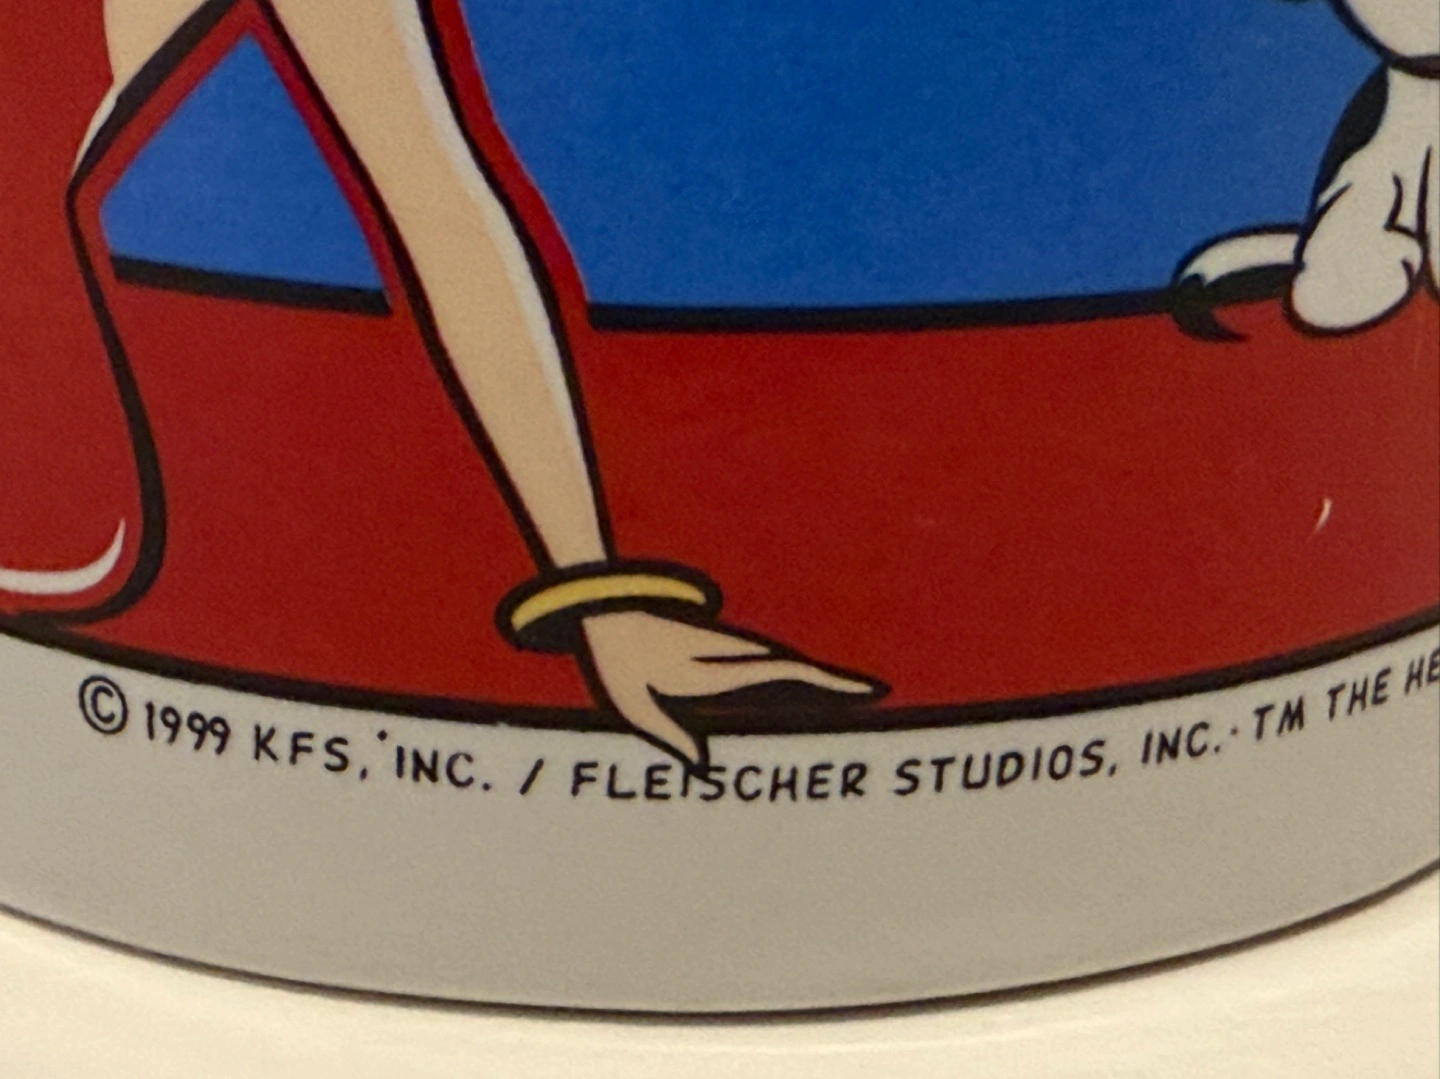 © 1999 KFS, INC. / FLEISCHER STUDIOS, INC. · TM THE